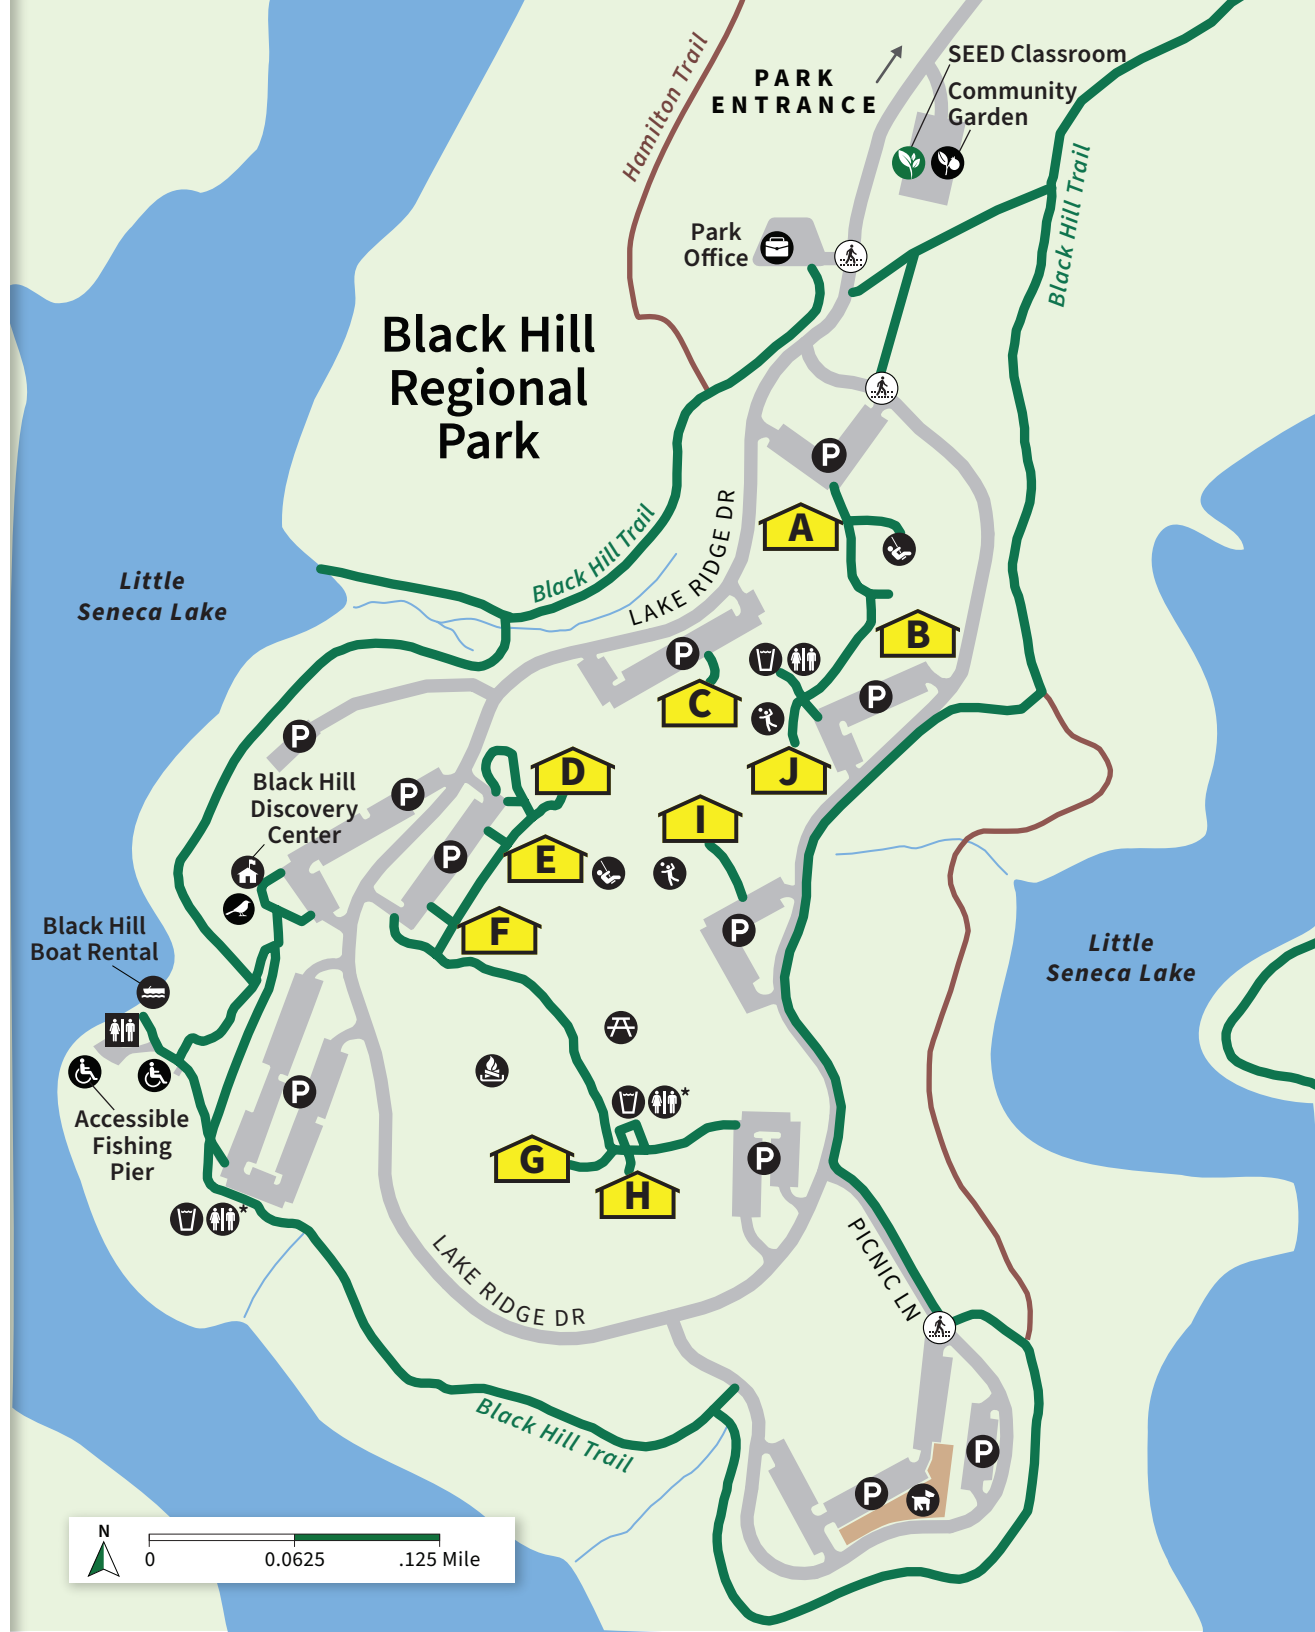 SEED Classroom
PARK
ENTRANCE
Community
Garden
Hamilton Trail
Black Hill Trail
Park
Office
Black Hill
Regional
Park
P
A
Black Hill Trail
LAKE RIDGE DR
Little
Seneca Lake
B
P
C
P
P
J
D
Black Hill
Discovery
Center
P
I
E
P
F
P
Black Hill
Boat Rental
Little
Seneca Lake
P
*
Accessible
Fishing
Pier
G
H
P
*
LAKE RIDGE DR
PICNIC LN
Black Hill Trail
P
P
N
0
0.0625
.125 Mile